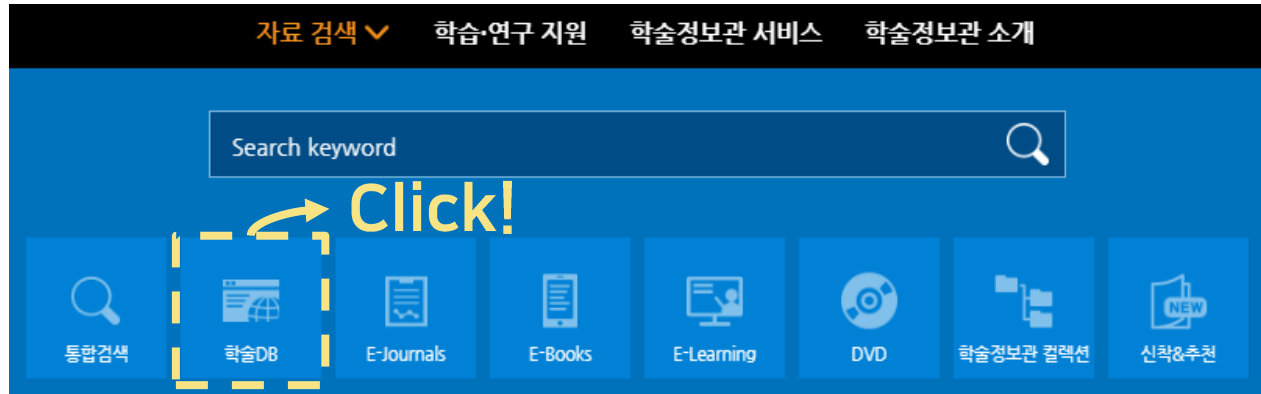 자료 검색 학습·연구 지원 학술정보관 서비스 학술정보관 소개
Search keyword
Click!
통합검색 학술DB E-Journals E-Books E-Learning DVD 학술정보관 컬렉션 NEW 신착&추천